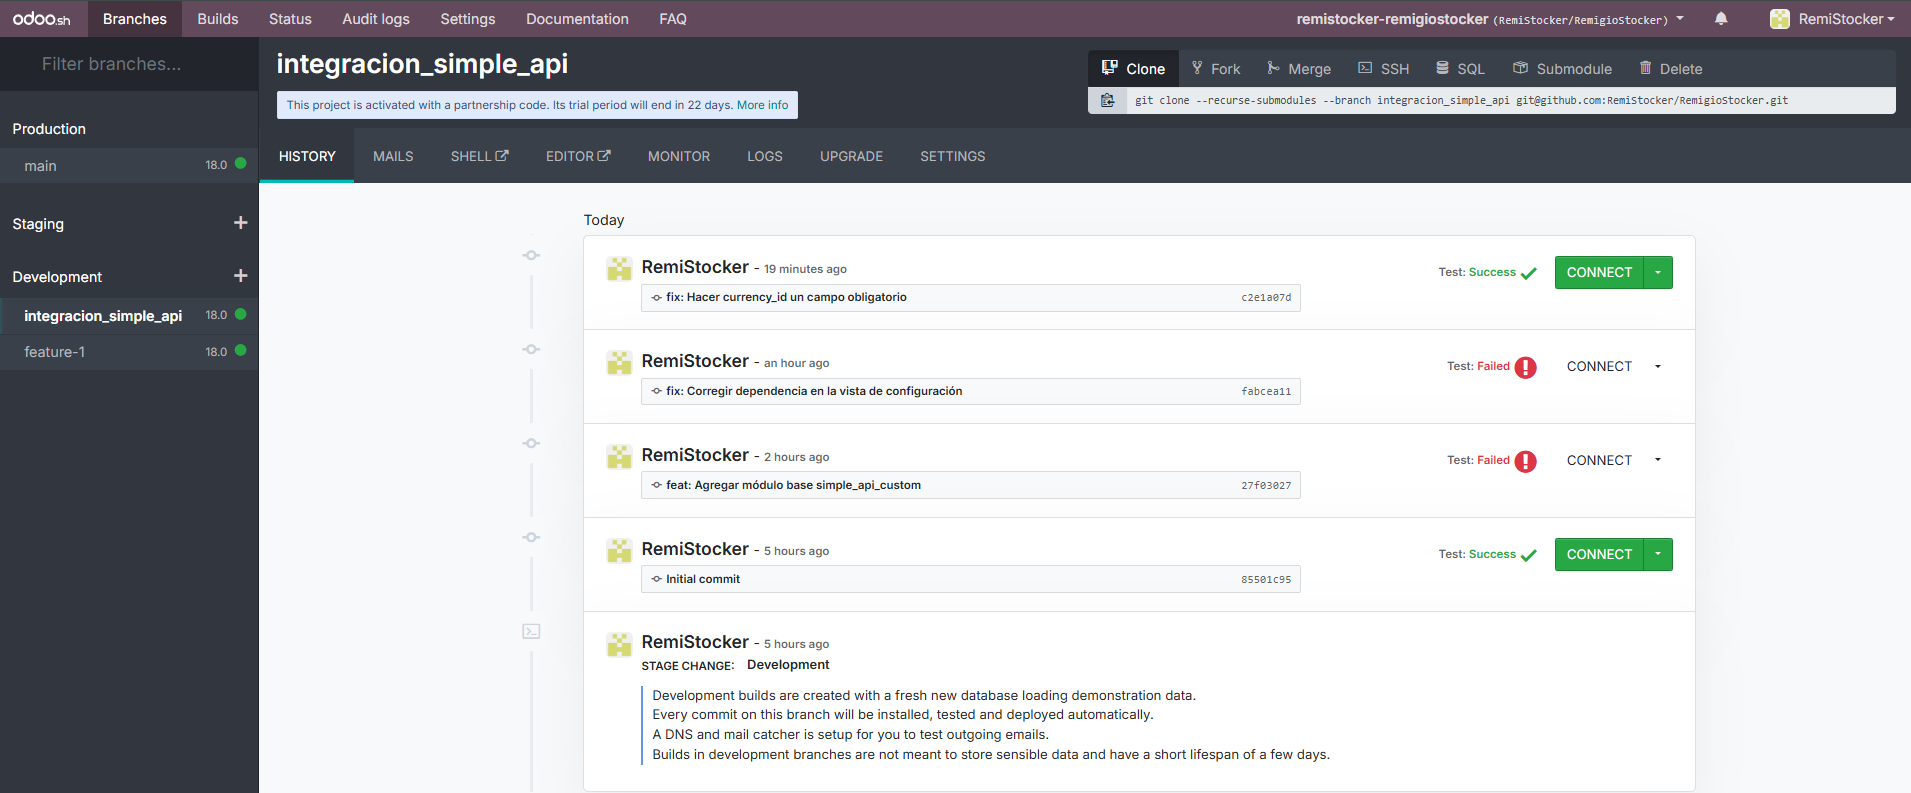 odoo.sh Branches Builds Status Audit logs Settings Documentation FAQ remistocker-remigiostocker (RemiStocker/RemigioStocker) RemiStocker
Filter branches...
Production
main 18.0
Staging
Development
integracion_simple_api 18.0
feature-1 18.0
integracion_simple_api
This project is activated with a partnership code. Its trial period will end in 22 days. More info
Clone Fork Merge SSH SQL Submodule Delete
git clone --recurse-submodules --branch integracion_simple_api git@github.com:RemiStocker/RemigioStocker.git
HISTORY MAILS SHELL EDITOR MONITOR LOGS UPGRADE SETTINGS
Today
RemiStocker - 19 minutes ago Test: Success CONNECT
fix: Hacer currency_id un campo obligatorio c2e1a07d
RemiStocker - an hour ago Test: Failed CONNECT
fix: Corregir dependencia en la vista de configuración fabcea11
RemiStocker - 2 hours ago Test: Failed CONNECT
feat: Agregar módulo base simple_api_custom 27f03027
RemiStocker - 5 hours ago Test: Success CONNECT
Initial commit 85501c95
RemiStocker - 5 hours ago
STAGE CHANGE: Development
Development builds are created with a fresh new database loading demonstration data.
Every commit on this branch will be installed, tested and deployed automatically.
A DNS and mail catcher is setup for you to test outgoing emails.
Builds in development branches are not meant to store sensible data and have a short lifespan of a few days.